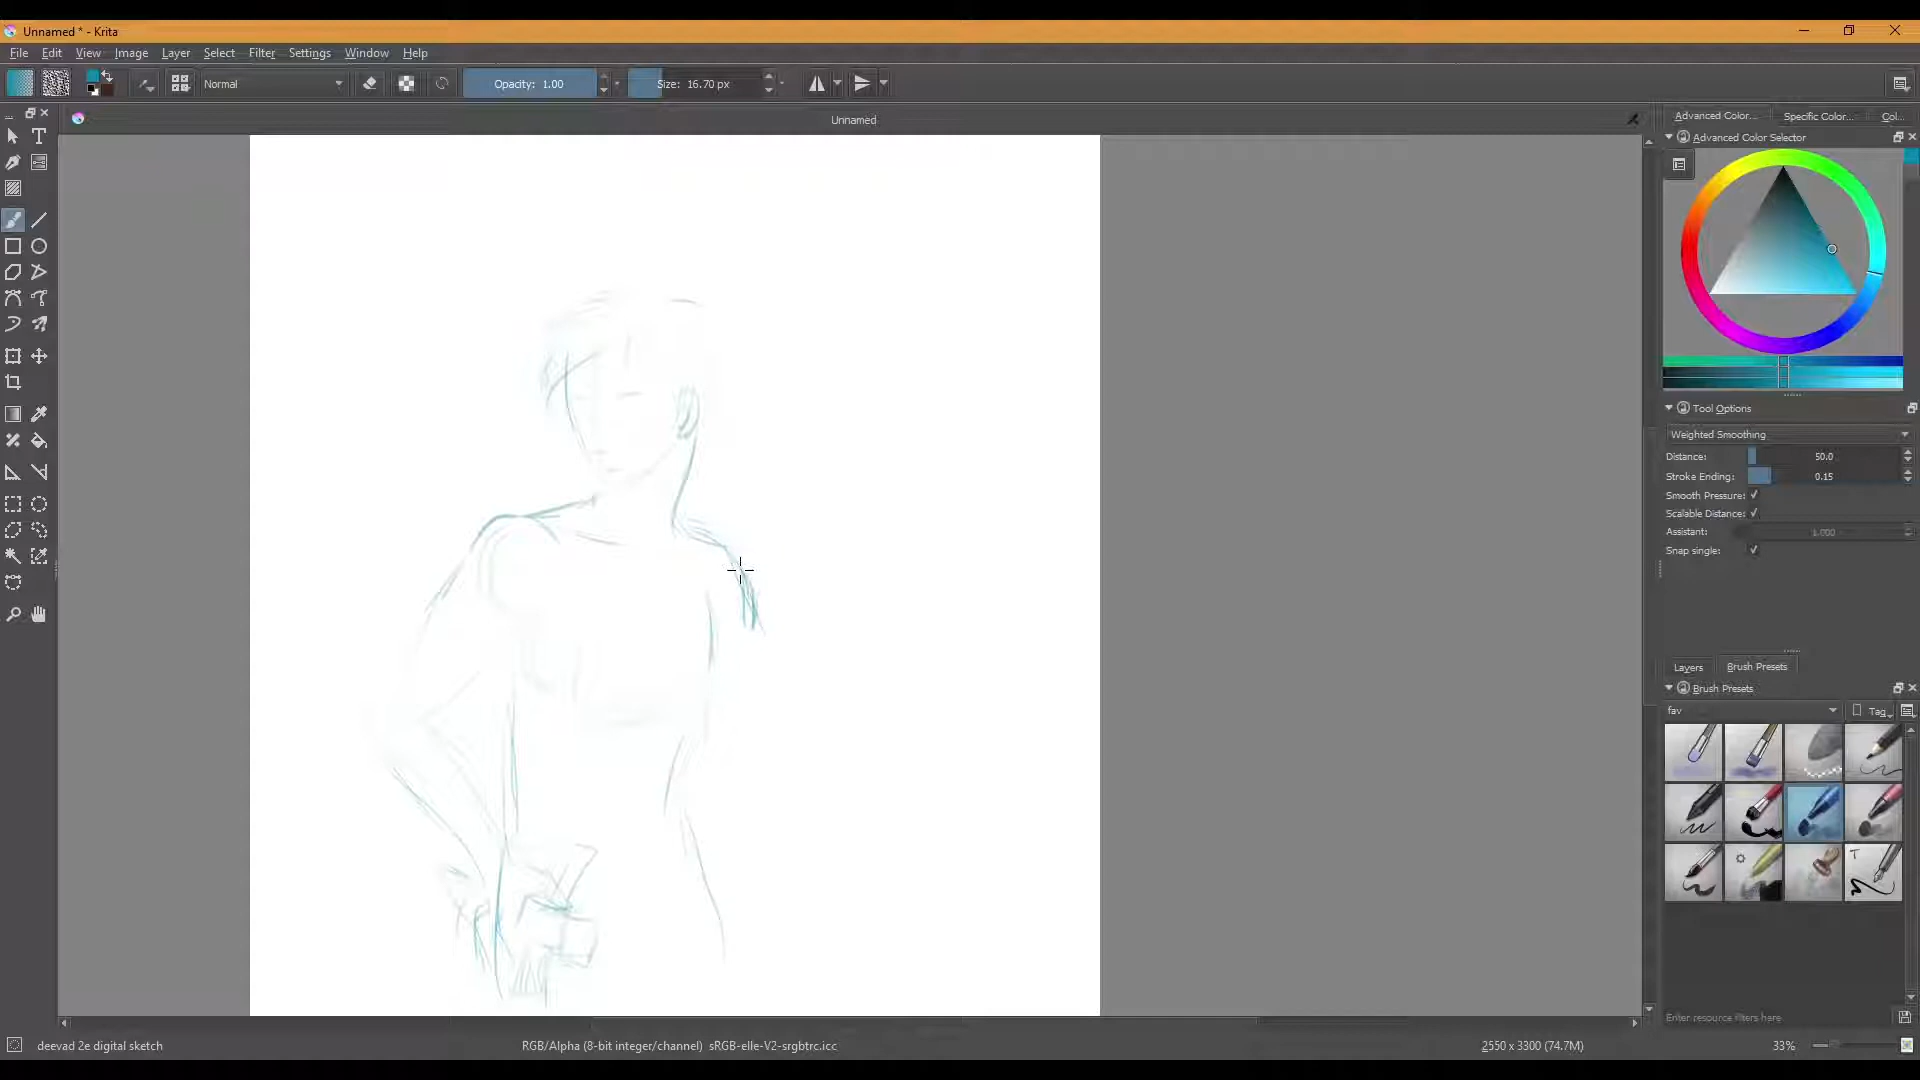 Unnamed * - Krita
File Edit View Image Layer Select Filter Settings Window Help
Normal
Opacity: 1.00
Size: 16.70 px
Unnamed
Advanced Color... Specific Color... Col...
Advanced Color Selector
Tool Options
Weighted Smoothing
Distance: 50.0
Stroke Ending: 0.15
Smooth Pressure: ✓
Scalable Distance: ✓
Assistant: 1.000
Snap single: ✓
Layers Brush Presets
Brush Presets
fav Tag
Enter resource filters here
deevad 2e digital sketch
RGB/Alpha (8-bit integer/channel) sRGB-elle-V2-srgbtrc.icc
2550 x 3300 (74.7M)
33%